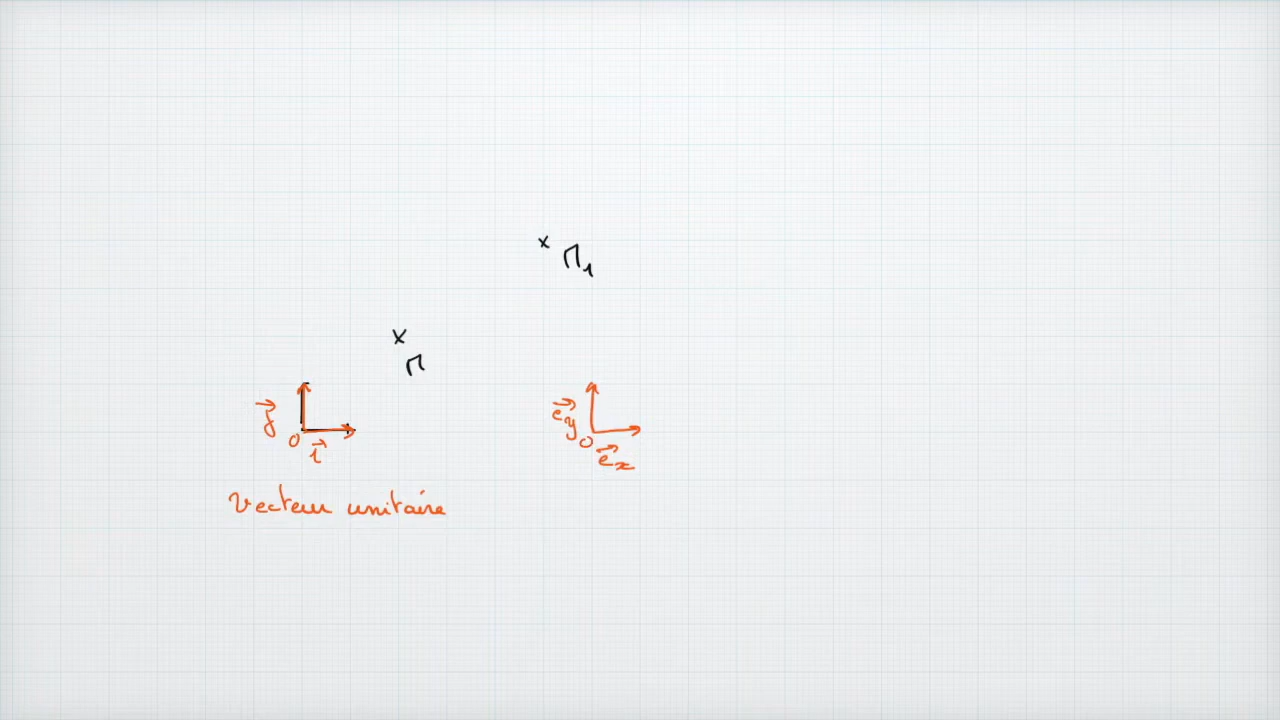 M₁
M
j⃗
O
i⃗
e⃗y
O
e⃗x
vecteur unitaire